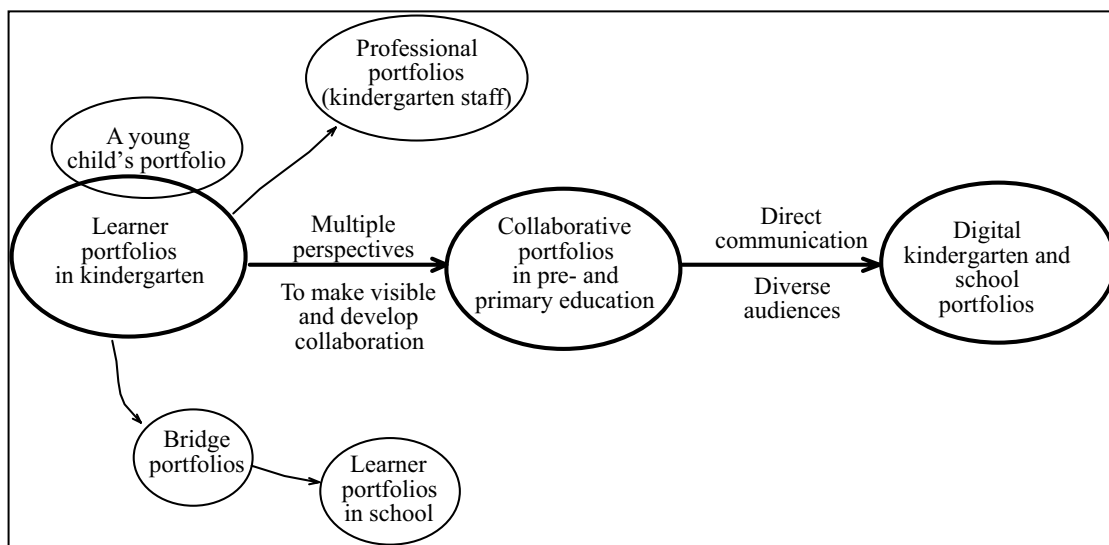 Professional
portfolios
(kindergarten staff)
A young
child’s portfolio
Learner
portfolios
in kindergarten
Multiple
perspectives
To make visible
and develop
collaboration
Collaborative
portfolios
in pre- and
primary education
Direct
communication
Diverse
audiences
Digital
kindergarten and
school
portfolios
Bridge
portfolios
Learner
portfolios
in school